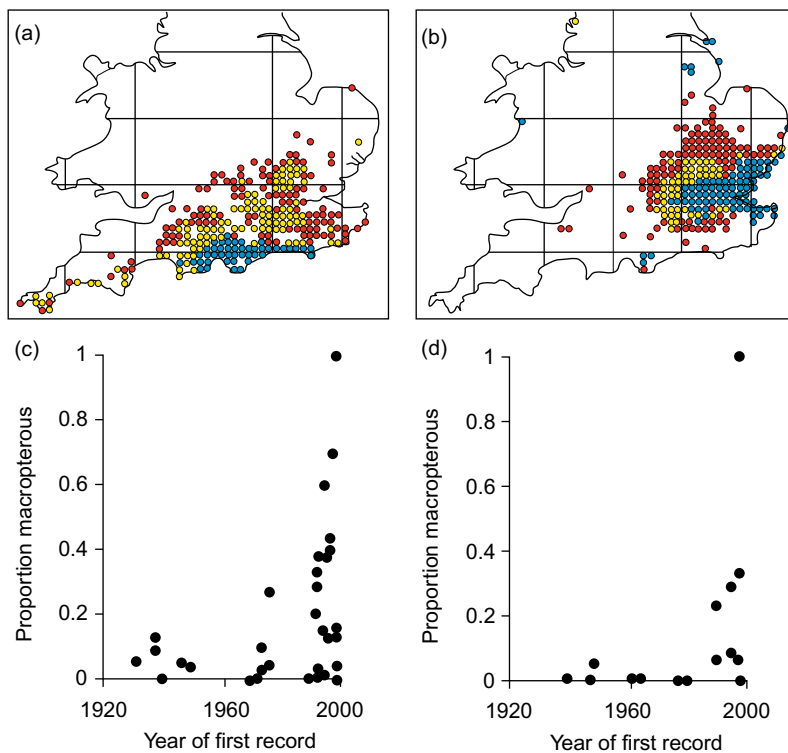 (a)
(b)
(c)
1
0.8
0.6
0.4
0.2
0
Proportion macropterous
1920
1960
2000
Year of first record
(d)
1
0.8
0.6
0.4
0.2
0
Proportion macropterous
1920
1960
2000
Year of first record